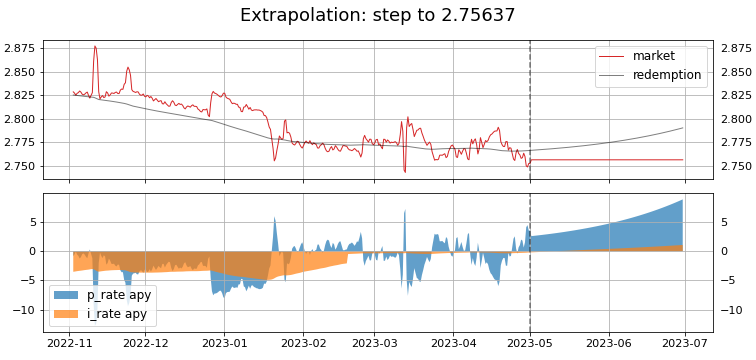 Extrapolation: step to 2.75637
2.875 2.875
market
2.850 redemption 2.850
2.825 2.825
2.800 2.800
2.775 2.775
2.750 2.750
5 5
0 0
−5 −5
p_rate apy
−10 i_rate apy −10
2022-11 2022-12 2023-01 2023-02 2023-03 2023-04 2023-05 2023-06 2023-07